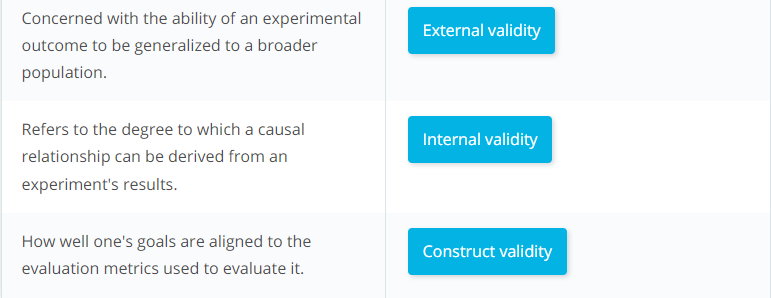 Concerned with the ability of an experimental
outcome to be generalized to a broader
population.
External validity
Refers to the degree to which a causal
relationship can be derived from an
experiment's results.
Internal validity
How well one's goals are aligned to the
evaluation metrics used to evaluate it.
Construct validity